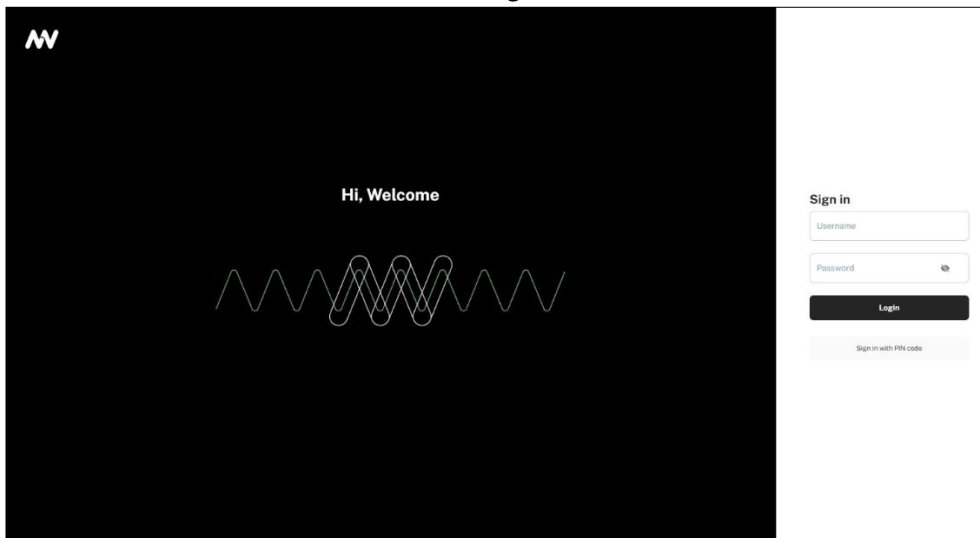 Hi, Welcome
Sign in
Username
Password
Login
Sign in with PIN code